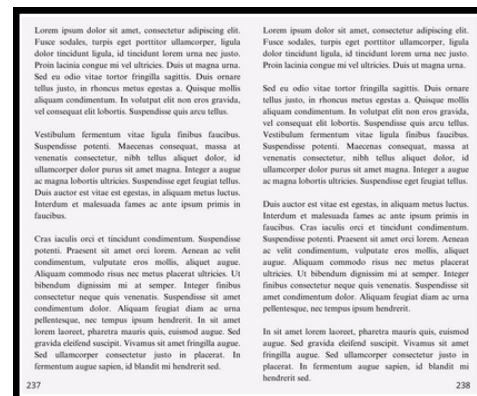 Lorem ipsum dolor sit amet, consectetur adipiscing elit.
Fusce sodales, turpis eget porttitor ullamcorper, ligula
dolor tincidunt ligula, id tincidunt lorem urna nec justo.
Proin lacinia congue mi vel ultricies. Duis ut magna urna.
Sed eu odio vitae tortor fringilla sagittis. Duis ornare
tellus justo, in rhoncus metus egestas a. Quisque mollis
aliquam condimentum. In volutpat elit non eros gravida,
vel consequat elit lobortis. Suspendisse quis arcu tellus.
Vestibulum fermentum vitae ligula finibus faucibus.
Suspendisse potenti. Maecenas consequat, massa at
venenatis consectetur, nibh tellus aliquet dolor, id
ullamcorper dolor purus sit amet magna. Integer a augue
ac magna lobortis ultricies. Suspendisse eget feugiat tellus.
Duis auctor est vitae est egestas, in aliquam metus luctus.
Interdum et malesuada fames ac ante ipsum primis in
faucibus.
Cras iaculis orci et tincidunt condimentum. Suspendisse
potenti. Praesent sit amet orci lorem. Aenean ac velit
condimentum, vulputate eros mollis, aliquet augue.
Aliquam commodo risus nec metus placerat ultricies. Ut
bibendum dignissim mi at semper. Integer finibus
consectetur neque quis venenatis. Suspendisse sit amet
condimentum dolor. Aliquam feugiat diam ac urna
pellentesque, nec tempus ipsum hendrerit. In sit amet
lorem laoreet, pharetra mauris quis, euismod augue. Sed
gravida eleifend suscipit. Vivamus sit amet fringilla augue.
Sed ullamcorper consectetur justo in placerat. In
fermentum augue sapien, id blandit mi hendrerit sed.
237
Lorem ipsum dolor sit amet, consectetur adipiscing elit.
Fusce sodales, turpis eget porttitor ullamcorper, ligula
dolor tincidunt ligula, id tincidunt lorem urna nec justo.
Proin lacinia congue mi vel ultricies. Duis ut magna urna.
Sed eu odio vitae tortor fringilla sagittis. Duis ornare
tellus justo, in rhoncus metus egestas a. Quisque mollis
aliquam condimentum. In volutpat elit non eros gravida,
vel consequat elit lobortis. Suspendisse quis arcu tellus.
Vestibulum fermentum vitae ligula finibus faucibus.
Suspendisse potenti. Maecenas consequat, massa at
venenatis consectetur, nibh tellus aliquet dolor, id
ullamcorper dolor purus sit amet magna. Integer a augue
ac magna lobortis ultricies. Suspendisse eget feugiat tellus.
Duis auctor est vitae est egestas, in aliquam metus luctus.
Interdum et malesuada fames ac ante ipsum primis in
faucibus. Cras iaculis orci et tincidunt condimentum.
Suspendisse potenti. Praesent sit amet orci lorem. Aenean
ac velit condimentum, vulputate eros mollis, aliquet
augue. Aliquam commodo risus nec metus placerat
ultricies. Ut bibendum dignissim mi at semper. Integer
finibus consectetur neque quis venenatis. Suspendisse sit
amet condimentum dolor. Aliquam feugiat diam ac urna
pellentesque, nec tempus ipsum hendrerit.
In sit amet lorem laoreet, pharetra mauris quis, euismod
augue. Sed gravida eleifend suscipit. Vivamus sit amet
fringilla augue. Sed ullamcorper consectetur justo in
placerat. In fermentum augue sapien, id blandit mi
hendrerit sed.
238